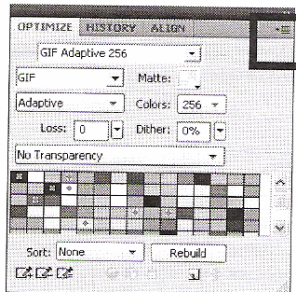 OPTIMIZE HISTORY ALIGN
GIF Adaptive 256
GIF Matte:
Adaptive Colors: 256
Loss: 0 Dither: 0%
No Transparency
Sort: None Rebuild